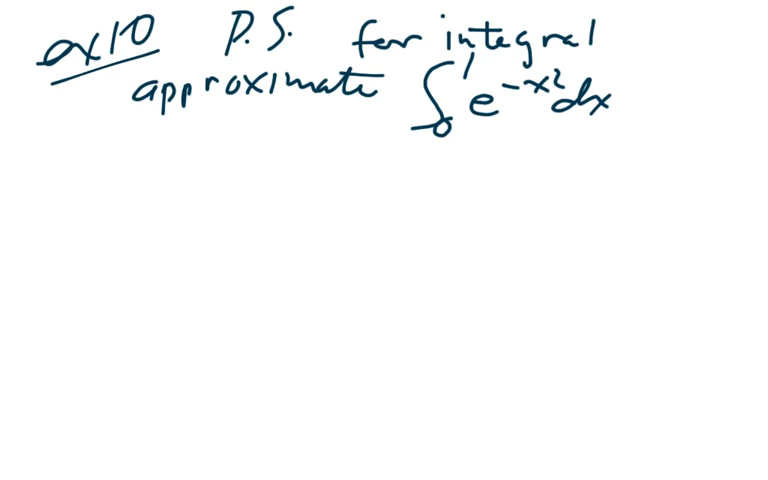 ex10 P.S. for integral
approximate ∫₀¹ e^{-x²} dx